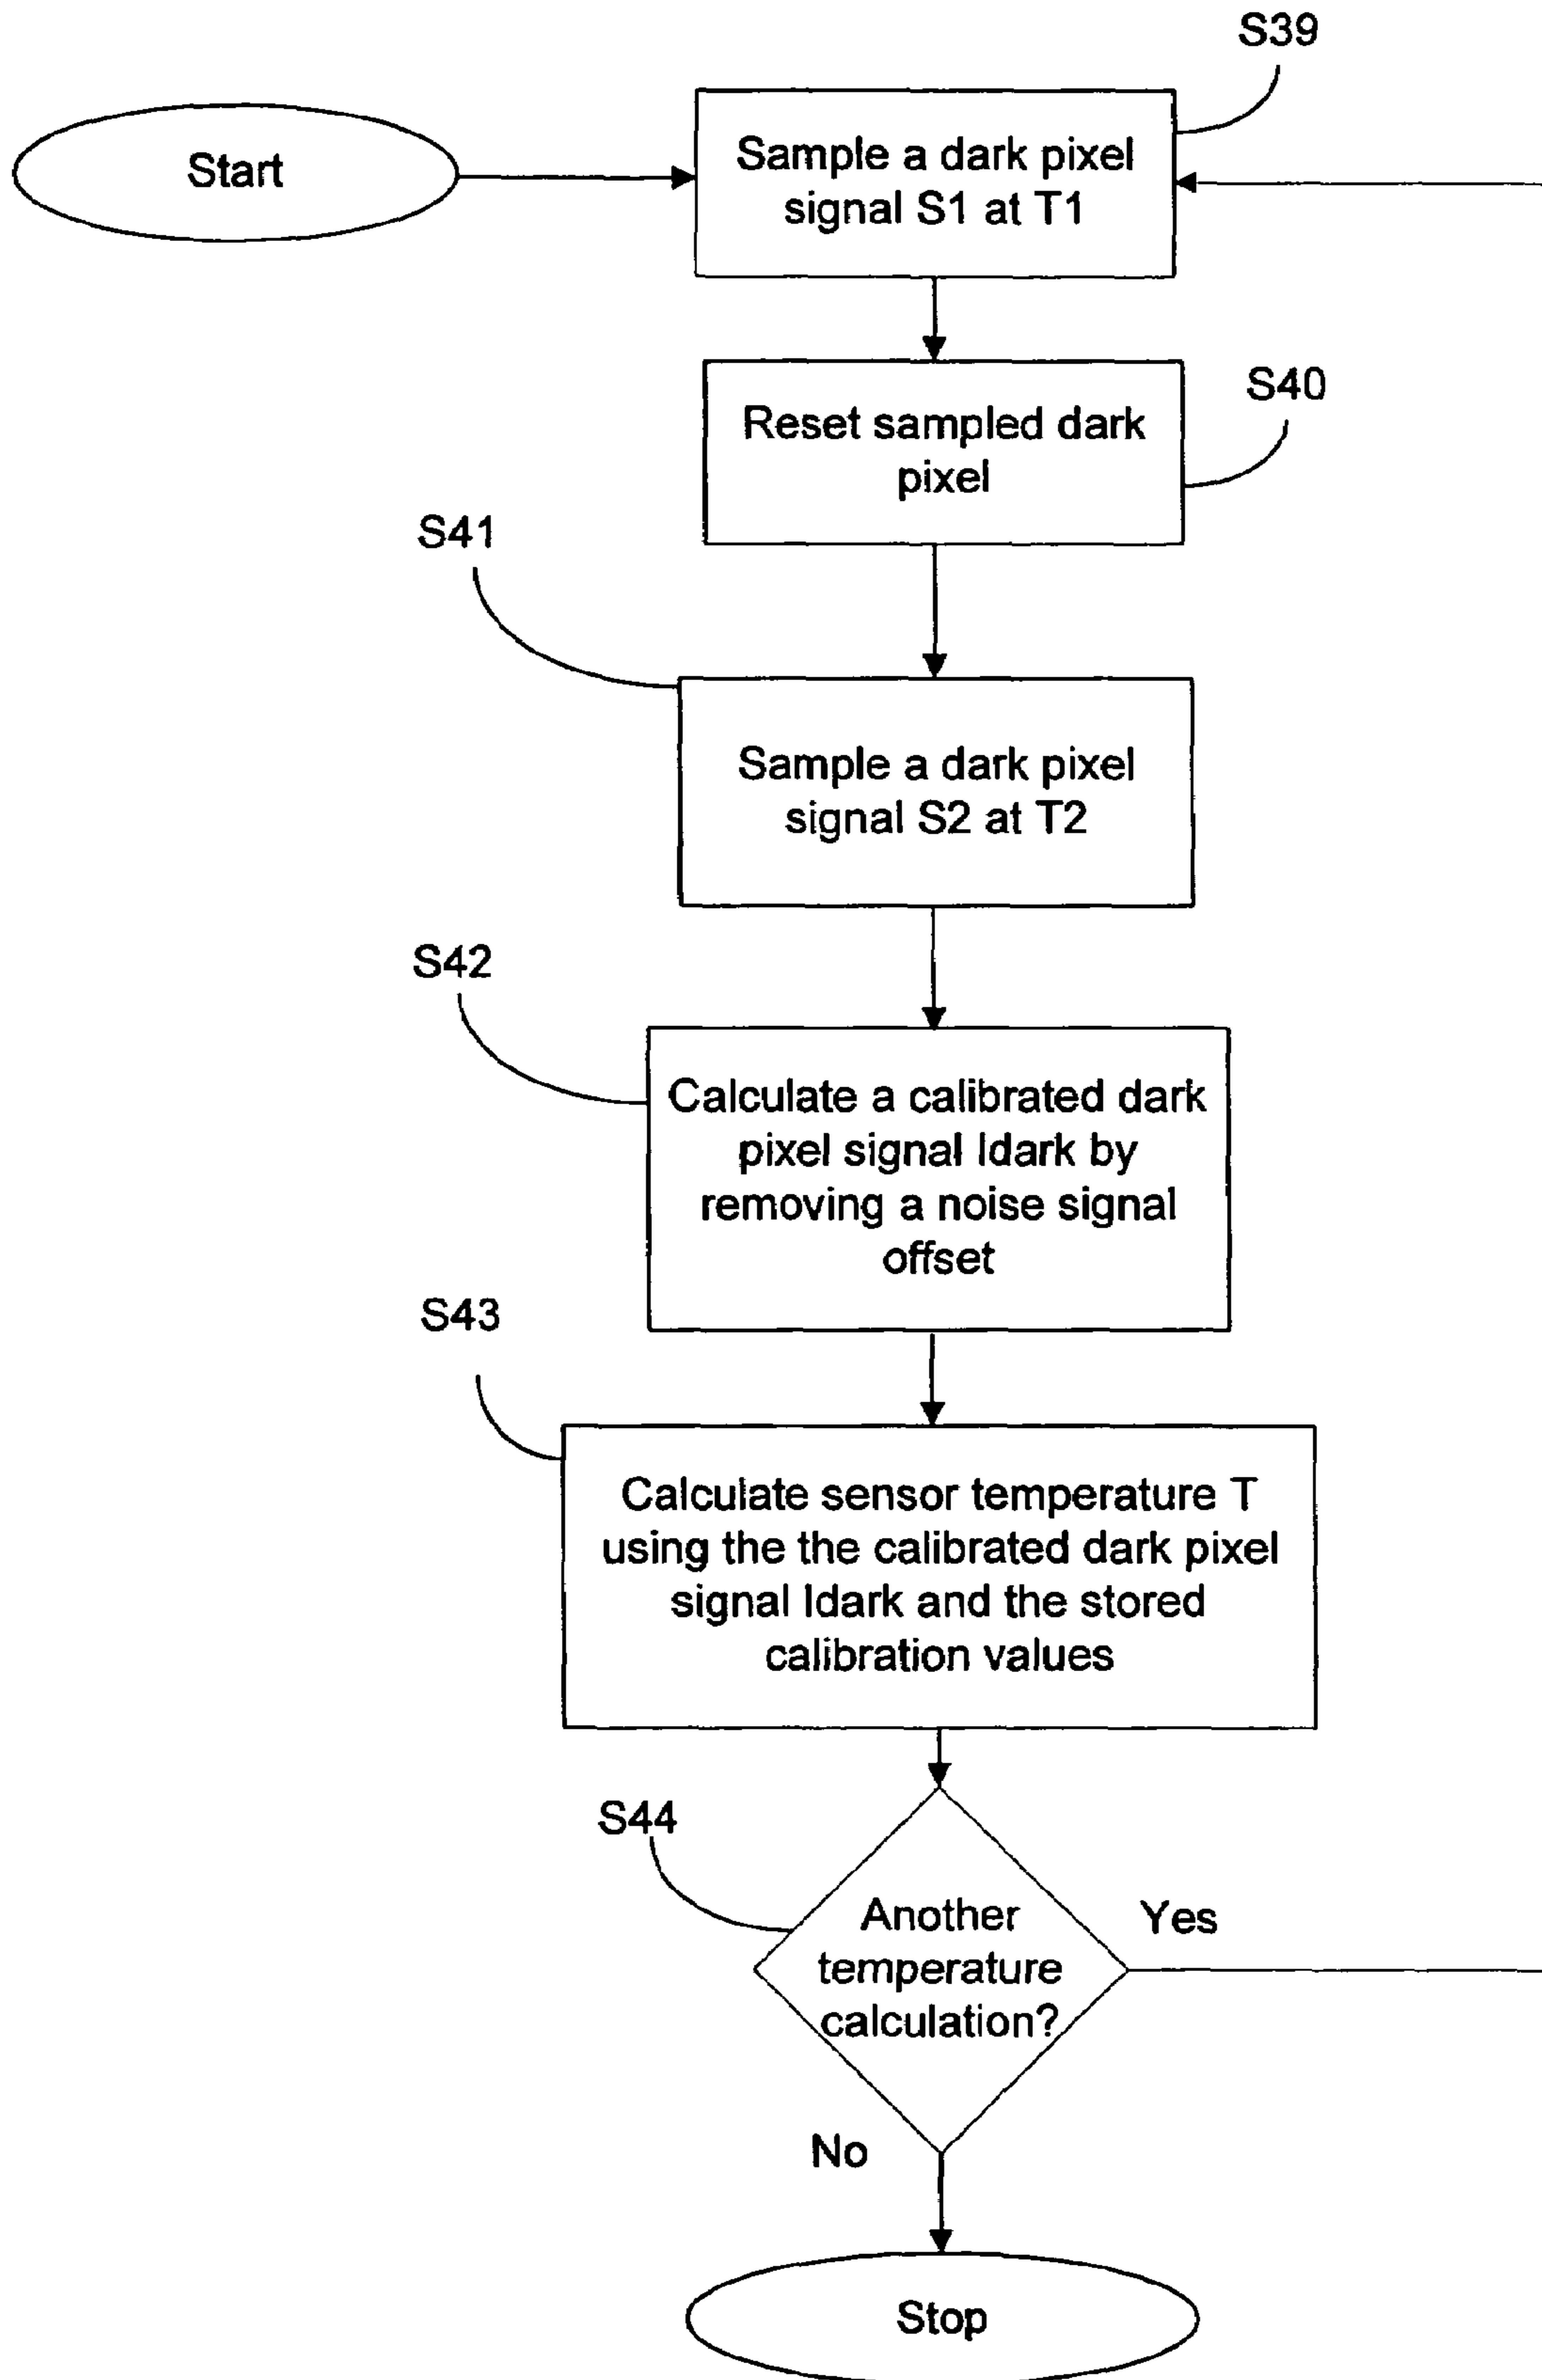 S39
Start
Sample a dark pixel
signal S1 at T1
S40
Reset sampled dark
pixel
S41
Sample a dark pixel
signal S2 at T2
S42
Calculate a calibrated dark
pixel signal Idark by
removing a noise signal
offset
S43
Calculate sensor temperature T
using the the calibrated dark pixel
signal Idark and the stored
calibration values
S44
Another
temperature
calculation?
Yes
No
Stop